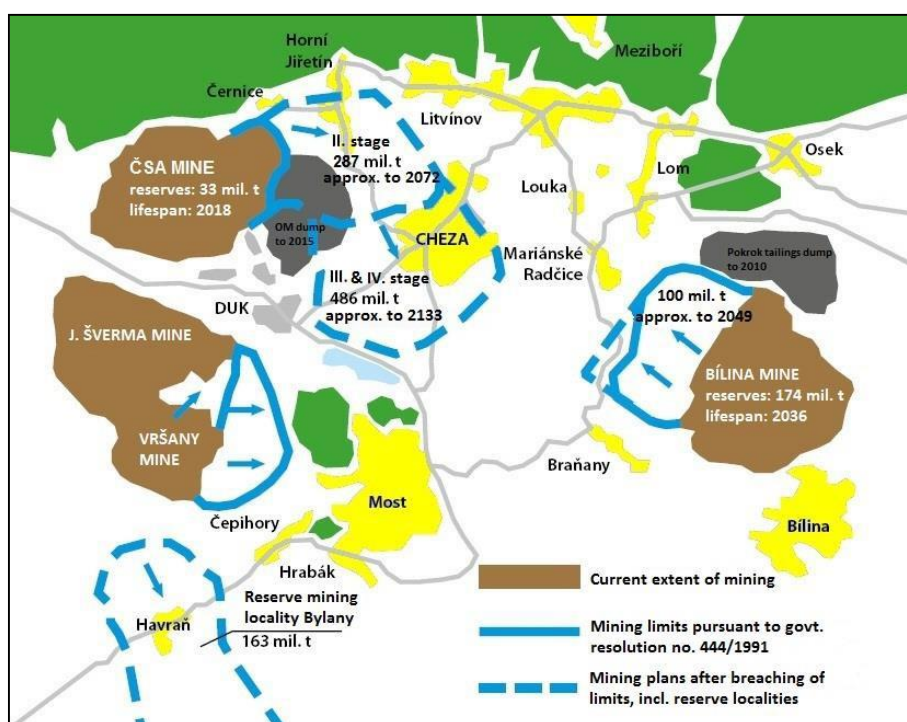 Horní
Jiřetín
Meziboří
Černice
Litvínov
II. stage
287 mil. t
approx. to 2072
ČSA MINE
reserves: 33 mil. t
lifespan: 2018
Osek
Lom
Louka
OM dump
to 2015
CHEZA
Mariánské
Radčice
Pokrok tailings dump
to 2010
III. & IV. stage
486 mil. t
approx. to 2133
100 mil. t
approx. to 2049
DUK
J. ŠVERMA MINE
BÍLINA MINE
reserves: 174 mil. t
lifespan: 2036
VRŠANY
MINE
Braňany
Most
Čepihory
Bílina
Hrabák
Reserve mining
locality Bylany
163 mil. t
Havraň
Current extent of mining
Mining limits pursuant to govt.
resolution no. 444/1991
Mining plans after breaching of
limits, incl. reserve localities